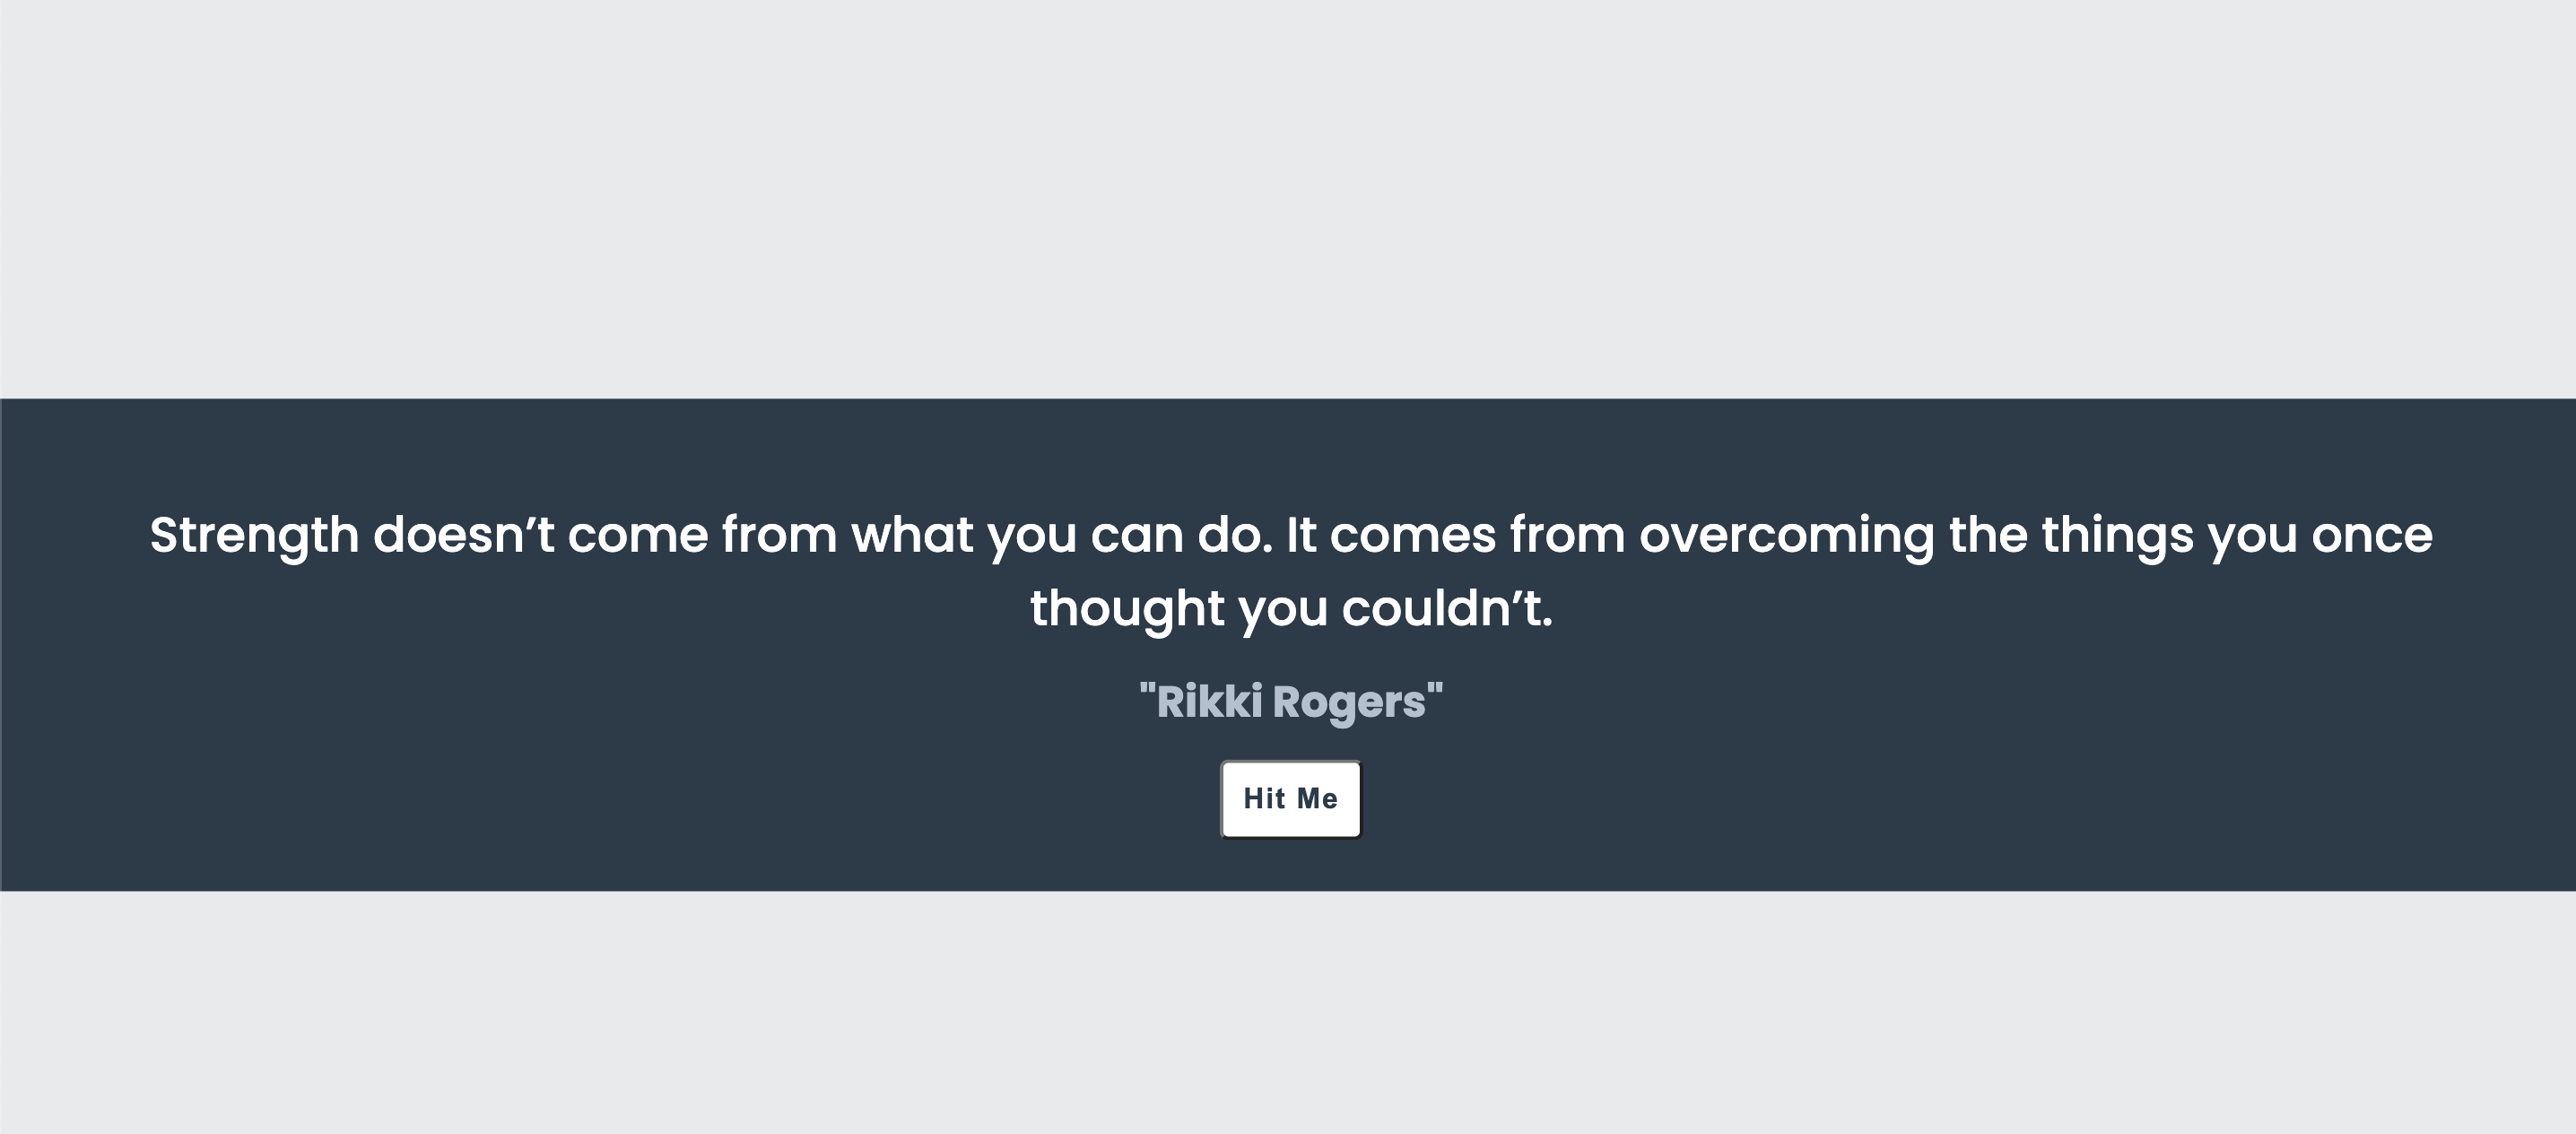 Strength doesn’t come from what you can do. It comes from overcoming the things you once
thought you couldn’t.
"Rikki Rogers"
Hit Me